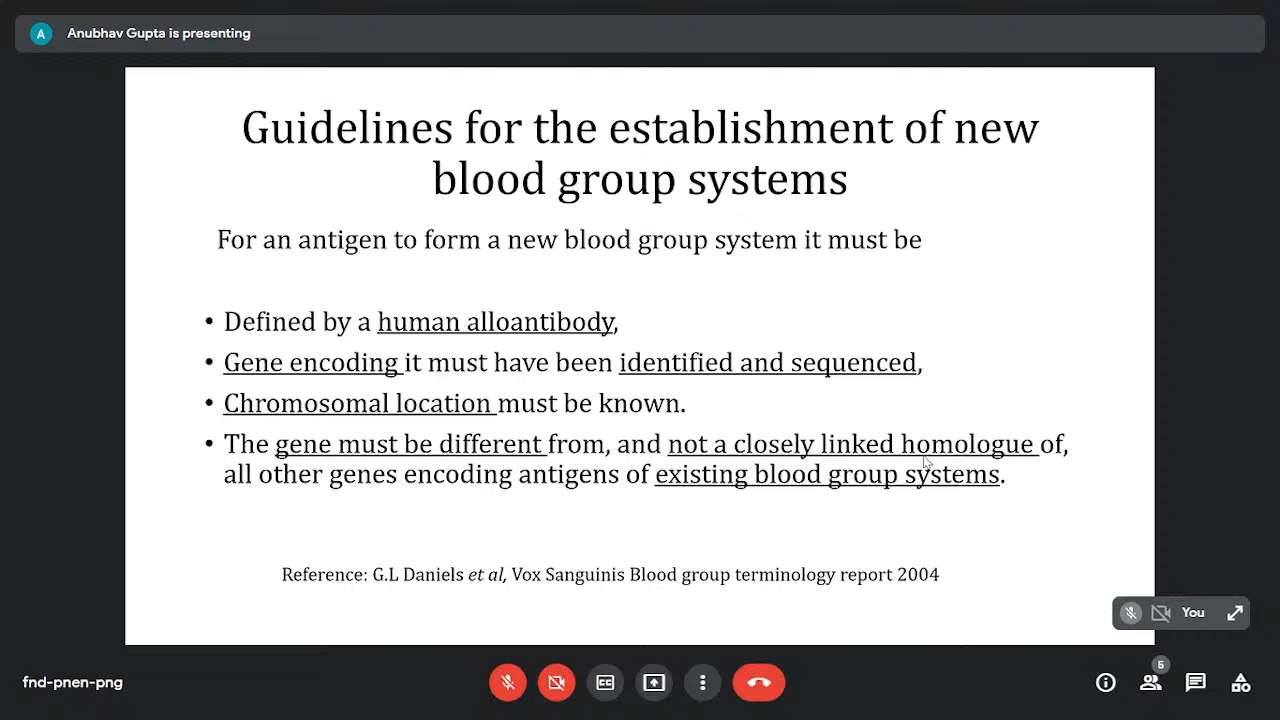 A Anubhav Gupta is presenting
Guidelines for the establishment of new
blood group systems
For an antigen to form a new blood group system it must be
• Defined by a human alloantibody,
• Gene encoding it must have been identified and sequenced,
• Chromosomal location must be known.
• The gene must be different from, and not a closely linked homologue of,
all other genes encoding antigens of existing blood group systems.
Reference: G.L Daniels et al, Vox Sanguinis Blood group terminology report 2004
You
fnd-pnen-png
CC
5